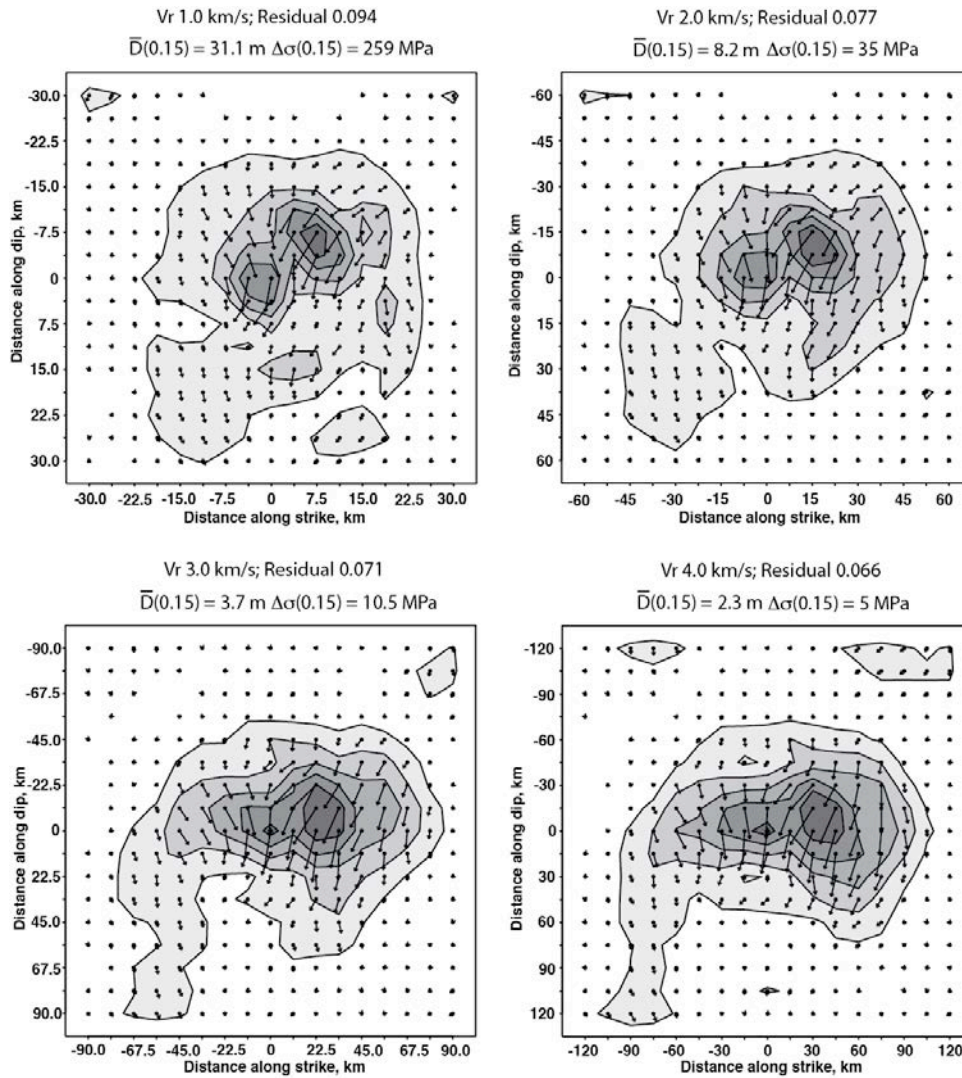 Vr 1.0 km/s; Residual 0.094
D̅(0.15) = 31.1 m Δσ(0.15) = 259 MPa
-30.0
-22.5
-15.0
-7.5
0
7.5
15.0
22.5
30.0
Distance along dip, km
-30.0 -22.5 -15.0 -7.5 0 7.5 15.0 22.5 30.0
Distance along strike, km
Vr 2.0 km/s; Residual 0.077
D̅(0.15) = 8.2 m Δσ(0.15) = 35 MPa
-60
-45
-30
-15
0
15
30
45
60
Distance along dip, km
-60 -45 -30 -15 0 15 30 45 60
Distance along strike, km
Vr 3.0 km/s; Residual 0.071
D̅(0.15) = 3.7 m Δσ(0.15) = 10.5 MPa
-90.0
-67.5
-45.0
-22.5
0
22.5
45.0
67.5
90.0
Distance along dip, km
-90.0 -67.5 -45.0 -22.5 0 22.5 45.0 67.5 90.0
Distance along strike, km
Vr 4.0 km/s; Residual 0.066
D̅(0.15) = 2.3 m Δσ(0.15) = 5 MPa
-120
-90
-60
-30
0
30
60
90
120
Distance along dip, km
-120 -90 -60 -30 0 30 60 90 120
Distance along strike, km